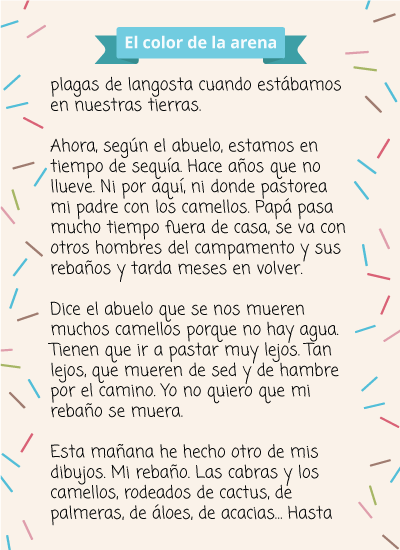 El color de la arena
plagas de langosta cuando estábamos
en nuestras tierras.
Ahora, según el abuelo, estamos en
tiempo de sequía. Hace años que no
llueve. Ni por aquí, ni donde pastorea
mi padre con los camellos. Papá pasa
mucho tiempo fuera de casa, se va con
otros hombres del campamento y sus
rebaños y tarda meses en volver.
Dice el abuelo que se nos mueren
muchos camellos porque no hay agua.
Tienen que ir a pastar muy lejos. Tan
lejos, que mueren de sed y de hambre
por el camino. Yo no quiero que mi
rebaño se muera.
Esta mañana he hecho otro de mis
dibujos. Mi rebaño. Las cabras y los
camellos, rodeados de cactus, de
palmeras, de áloes, de acacias... Hasta